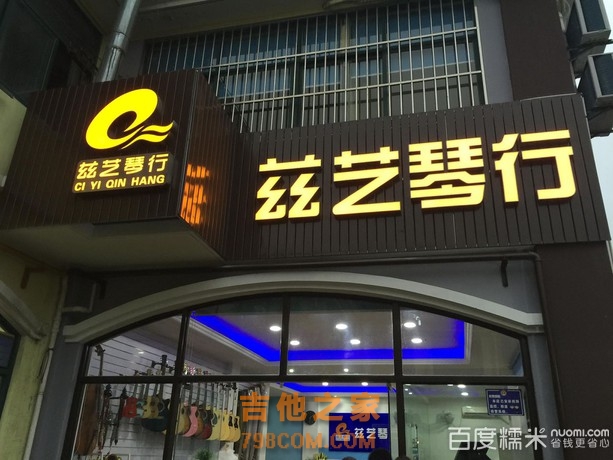 兹艺琴行
CI YI QIN HANG
兹艺琴行
吉他之家
798COM.COM
兹艺琴
百度糯米
nuomi.com
省钱更省心